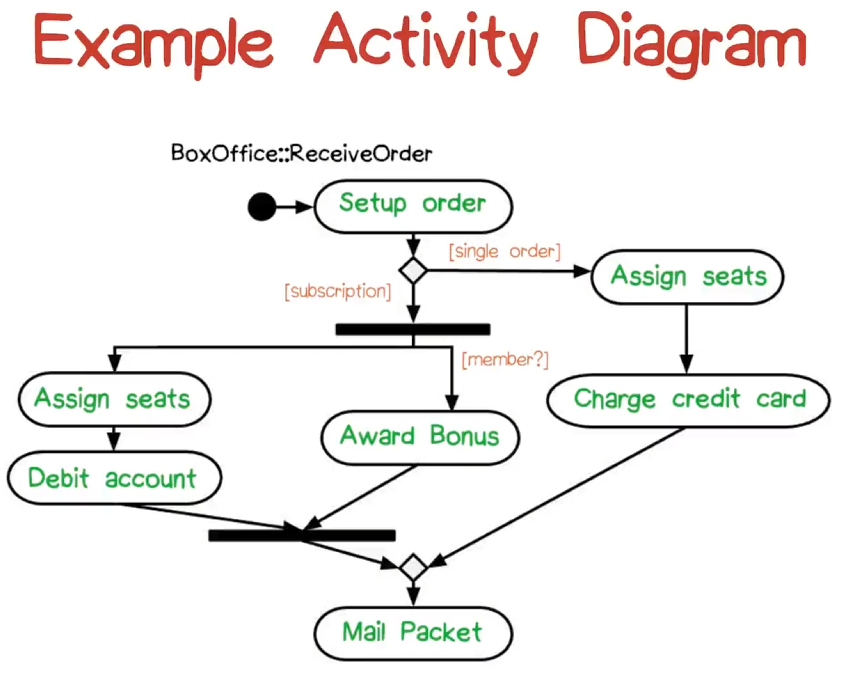 Example Activity Diagram
BoxOffice::ReceiveOrder
Setup order
[single order]
[subscription]
Assign seats
[member?]
Assign seats
Charge credit card
Award Bonus
Debit account
Mail Packet